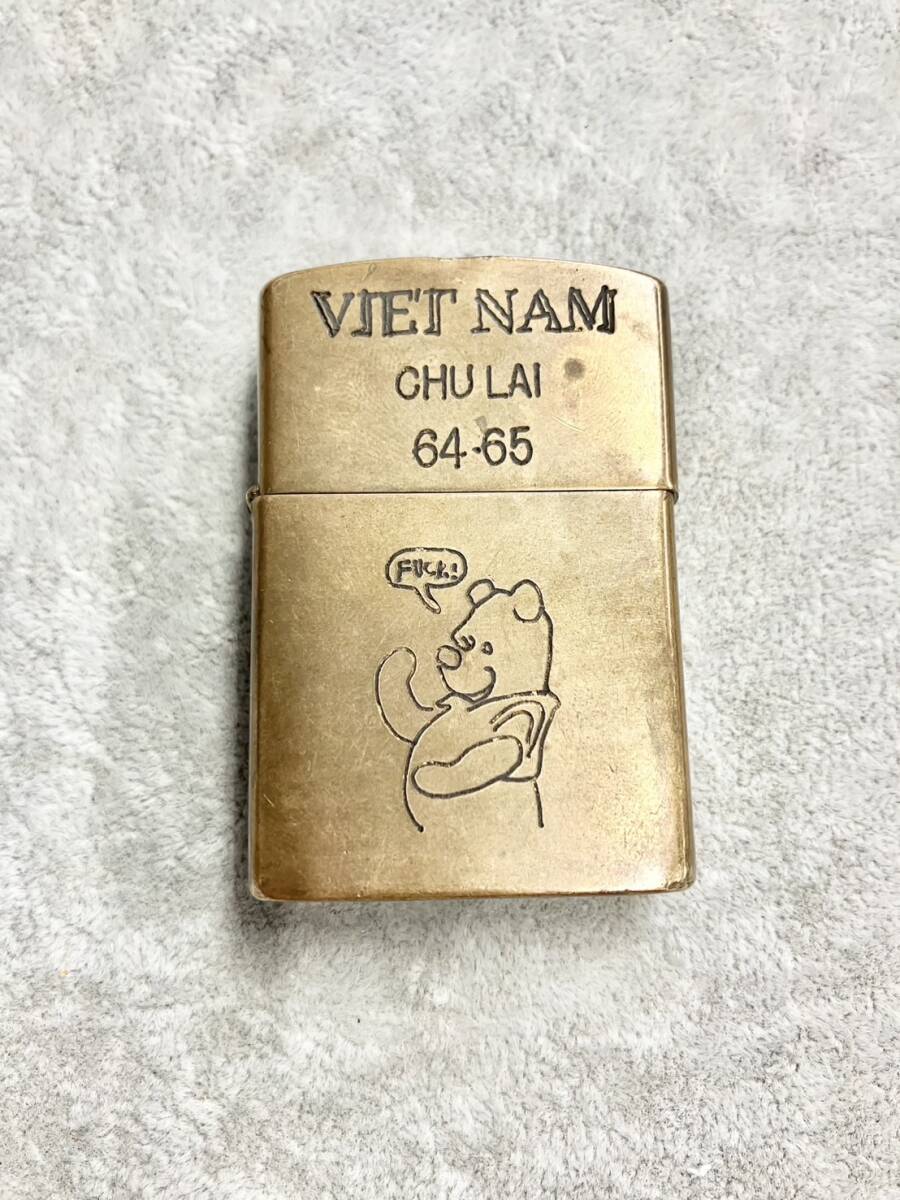 VIET NAM
CHU LAI
64-65
FUCK!